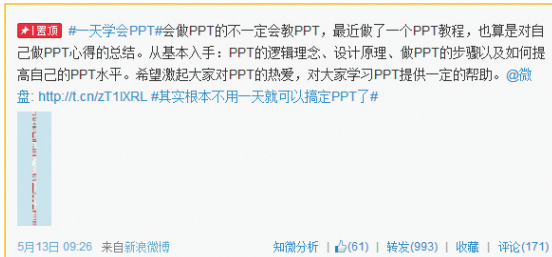 置顶 #一天学会PPT#会做PPT的不一定会教PPT，最近做了一个PPT教程，也算是对自
己做PPT心得的总结。从基本入手：PPT的逻辑理念、设计原理、做PPT的步骤以及如何提
高自己的PPT水平。希望激起大家对PPT的热爱，对大家学习PPT提供一定的帮助。@微
盘: http://t.cn/zT1lXRL #其实根本不用一天就可以搞定PPT了#
5月13日 09:26 来自新浪微博 知微分析 | (61) | 转发(993) | 收藏 | 评论(171)